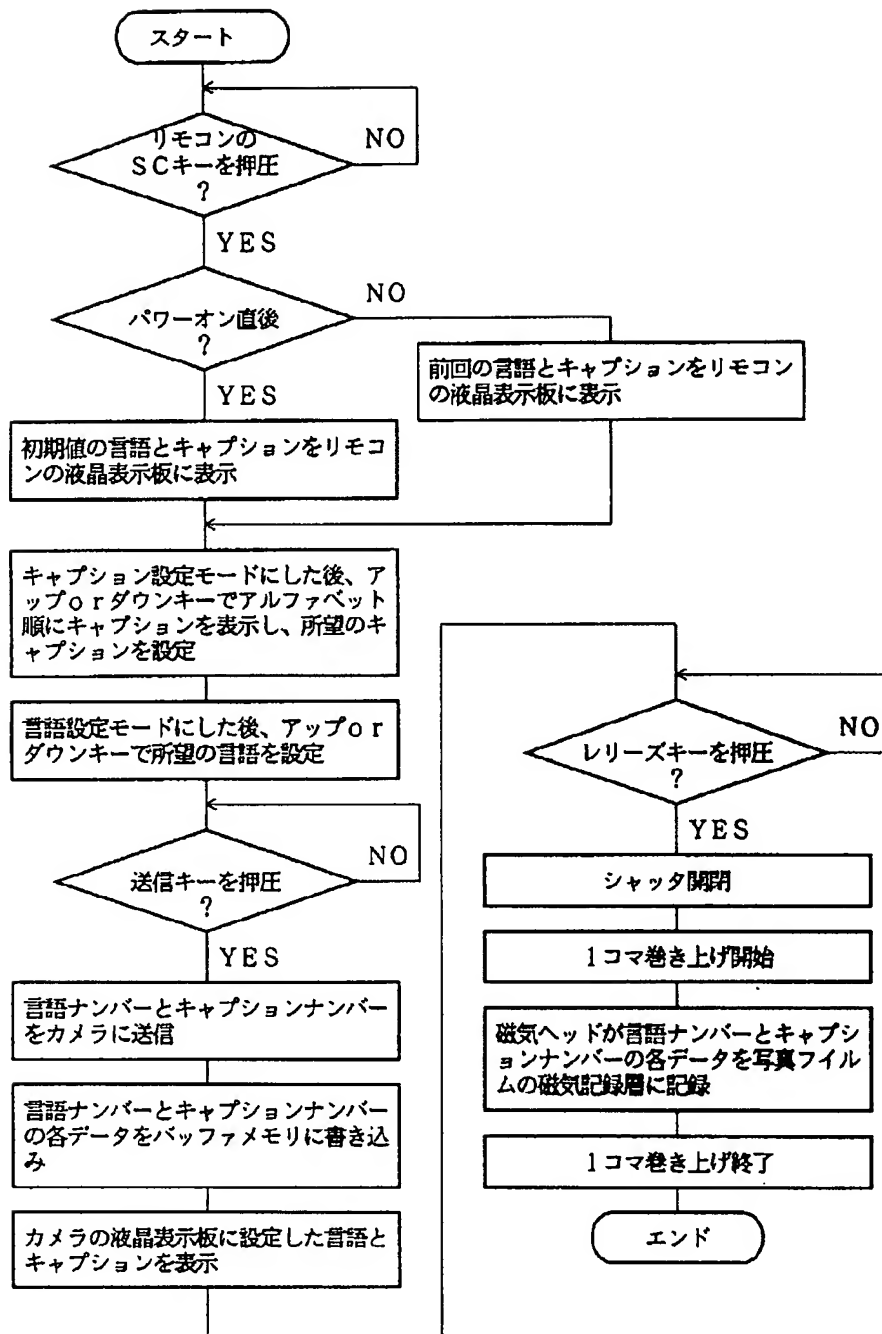 スタート
リモコンの
SCキーを押圧
?
NO
YES
パワーオン直後
?
NO
YES
前回の言語とキャプションをリモコン
の液晶表示板に表示
初期値の言語とキャプションをリモコ
ンの液晶表示板に表示
キャプション設定モードにした後、ア
ップorダウンキーでアルファベット
順にキャプションを表示し、所望のキ
ャプションを設定
言語設定モードにした後、アップor
ダウンキーで所望の言語を設定
送信キーを押圧
?
NO
YES
言語ナンバーとキャプションナンバー
をカメラに送信
言語ナンバーとキャプションナンバー
の各データをバッファメモリに書き込
み
カメラの液晶表示板に設定した言語と
キャプションを表示
レリーズキーを押圧
?
NO
YES
シャッタ開閉
1コマ巻き上げ開始
磁気ヘッドが言語ナンバーとキャプシ
ョンナンバーの各データを写真フイル
ムの磁気記録層に記録
1コマ巻き上げ終了
エンド